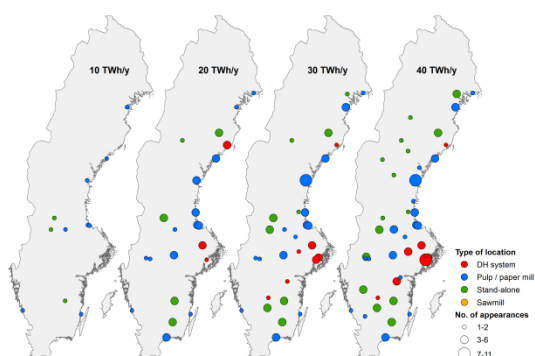 10 TWh/y
20 TWh/y
30 TWh/y
40 TWh/y
Type of location
DH system
Pulp / paper mill
Stand-alone
Sawmill
No. of appearances
1-2
3-6
7-11